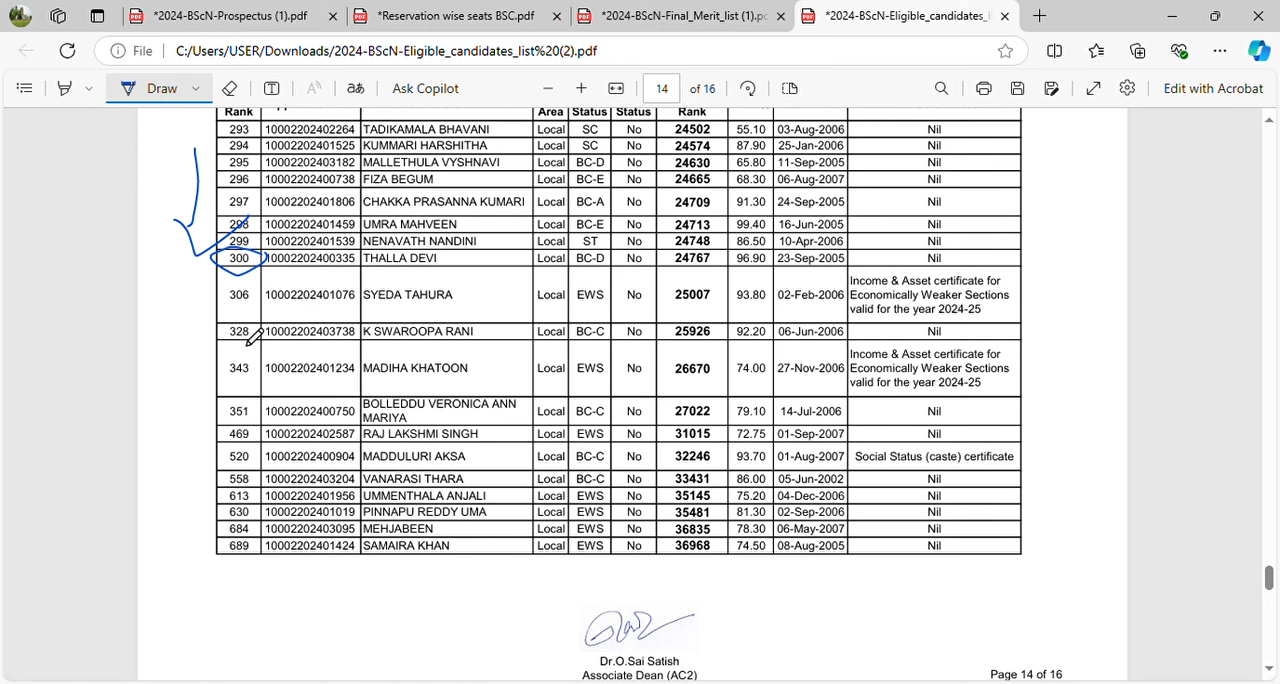 *2024-BScN-Prospectus (1).pdf
*Reservation wise seats BSC.pdf
*2024-BScN-Final_Merit_list (1).pd
*2024-BScN-Eligible_candidates_l
File C:/Users/USER/Downloads/2024-BScN-Eligible_candidates_list%20(2).pdf
Draw Ask Copilot 14 of 16 Edit with Acrobat
Rank Area Status Status Rank
293 10002202402264 TADIKAMALA BHAVANI Local SC No 24502 55.10 03-Aug-2006 Nil
294 10002202401525 KUMMARI HARSHITHA Local SC No 24574 87.90 25-Jan-2006 Nil
295 10002202403182 MALLETHULA VYSHNAVI Local BC-D No 24630 65.80 11-Sep-2005 Nil
296 10002202400738 FIZA BEGUM Local BC-E No 24665 68.30 06-Aug-2007 Nil
297 10002202401806 CHAKKA PRASANNA KUMARI Local BC-A No 24709 91.30 24-Sep-2005 Nil
298 10002202401459 UMRA MAHVEEN Local BC-E No 24713 99.40 16-Jun-2005 Nil
299 10002202401539 NENAVATH NANDINI Local ST No 24748 86.50 10-Apr-2006 Nil
300 10002202400335 THALLA DEVI Local BC-D No 24767 96.90 23-Sep-2005 Nil
306 10002202401076 SYEDA TAHURA Local EWS No 25007 93.80 02-Feb-2006 Income & Asset certificate for
Economically Weaker Sections
valid for the year 2024-25
328 10002202403738 K SWAROOPA RANI Local BC-C No 25926 92.20 06-Jun-2006 Nil
343 10002202401234 MADIHA KHATOON Local EWS No 26670 74.00 27-Nov-2006 Income & Asset certificate for
Economically Weaker Sections
valid for the year 2024-25
351 10002202400750 BOLLEDDU VERONICA ANN
MARIYA Local BC-C No 27022 79.10 14-Jul-2006 Nil
469 10002202402587 RAJ LAKSHMI SINGH Local EWS No 31015 72.75 01-Sep-2007 Nil
520 10002202400904 MADDULURI AKSA Local BC-C No 32246 93.70 01-Aug-2007 Social Status (caste) certificate
558 10002202403204 VANARASI THARA Local BC-C No 33431 86.00 05-Jun-2002 Nil
613 10002202401956 UMMENTHALA ANJALI Local EWS No 35145 75.20 04-Dec-2006 Nil
630 10002202401019 PINNAPU REDDY UMA Local EWS No 35481 81.30 02-Sep-2006 Nil
684 10002202403095 MEHJABEEN Local EWS No 36835 78.30 06-May-2007 Nil
689 10002202401424 SAMAIRA KHAN Local EWS No 36968 74.50 08-Aug-2005 Nil
Dr.O.Sai Satish
Associate Dean (AC2)
Page 14 of 16